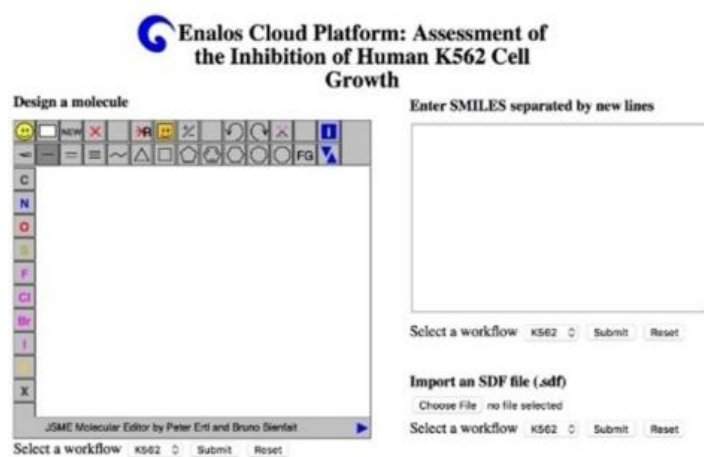 Enalos Cloud Platform: Assessment of
the Inhibition of Human K562 Cell
Growth
Design a molecule
NEW
FG
C
N
O
S
F
Cl
Br
I
X
JSME Molecular Editor by Peter Ertl and Bruno Bienfait
Select a workflow K562 Submit Reset
Enter SMILES separated by new lines
Select a workflow K562 Submit Reset
Import an SDF file (.sdf)
Choose File no file selected
Select a workflow K562 Submit Reset